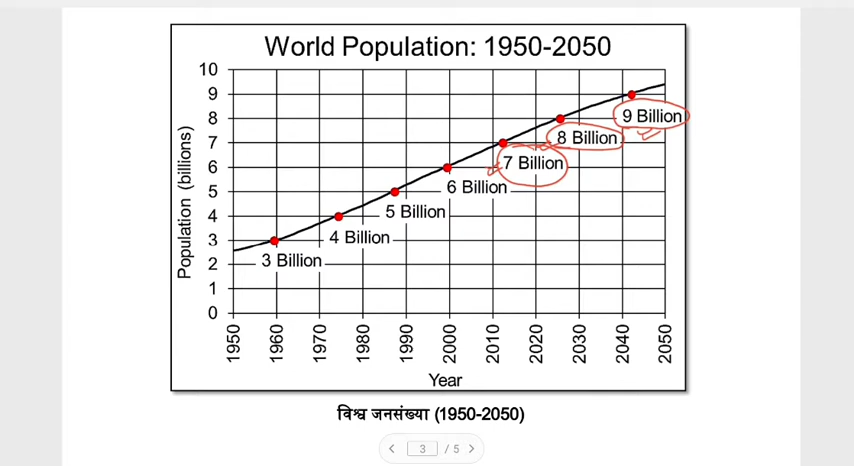 World Population: 1950-2050
Population (billions)
10
9
8
7
6
5
4
3
2
1
0
9 Billion
8 Billion
7 Billion
6 Billion
5 Billion
4 Billion
3 Billion
1950 1960 1970 1980 1990 2000 2010 2020 2030 2040 2050
Year
विश्व जनसंख्या (1950-2050)
3 / 5